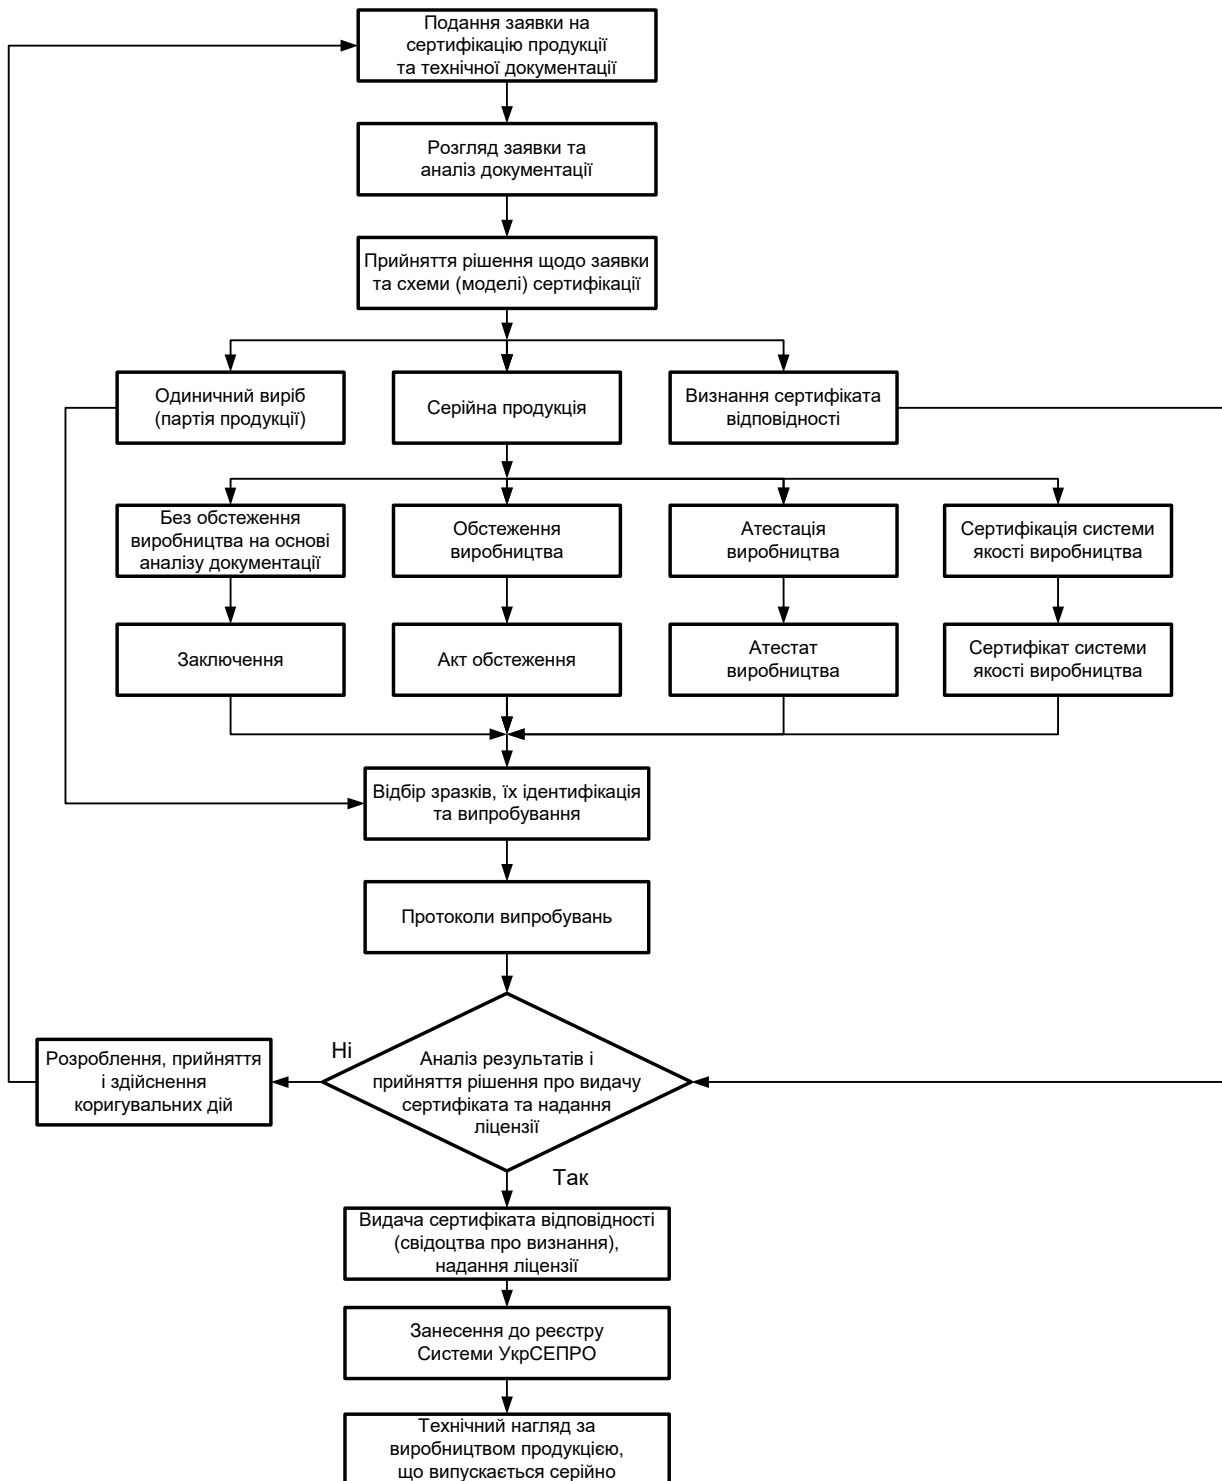 Подання заявки на
сертифікацію продукції
та технічної документації
Розгляд заявки та
аналіз документації
Прийняття рішення щодо заявки
та схеми (моделі) сертифікації
Одиничний виріб
(партія продукції)
Серійна продукція
Визнання сертифіката
відповідності
Без обстеження
виробництва на основі
аналізу документації
Обстеження
виробництва
Атестація
виробництва
Сертифікація системи
якості виробництва
Заключення
Акт обстеження
Атестат
виробництва
Сертифікат системи
якості виробництва
Відбір зразків, їх ідентифікація
та випробування
Протоколи випробувань
Аналіз результатів і
прийняття рішення про видачу
сертифіката та надання
ліцензії
Ні
Розроблення, прийняття
і здійснення
коригувальних дій
Так
Видача сертифіката відповідності
(свідоцтва про визнання),
надання ліцензії
Занесення до реєстру
Системи УкрСЕПРО
Технічний нагляд за
виробництвом продукцією,
що випускається серійно